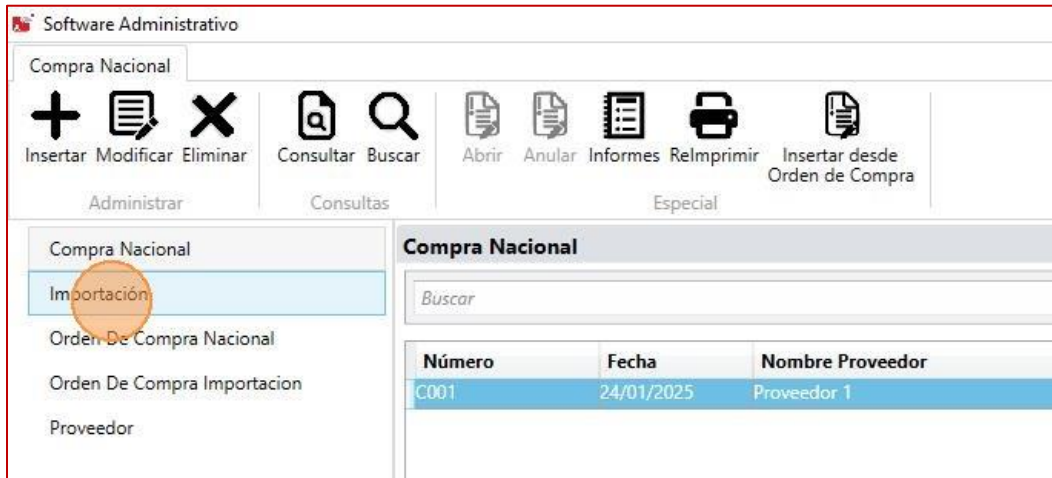 Software Administrativo
Compra Nacional
Insertar Modificar Eliminar Consultar Buscar Abrir Anular Informes ReImprimir Insertar desde
Orden de Compra
Administrar Consultas Especial
Compra Nacional
Importación
Orden De Compra Nacional
Orden De Compra Importacion
Proveedor
Compra Nacional
Buscar
Número Fecha Nombre Proveedor
C001 24/01/2025 Proveedor 1